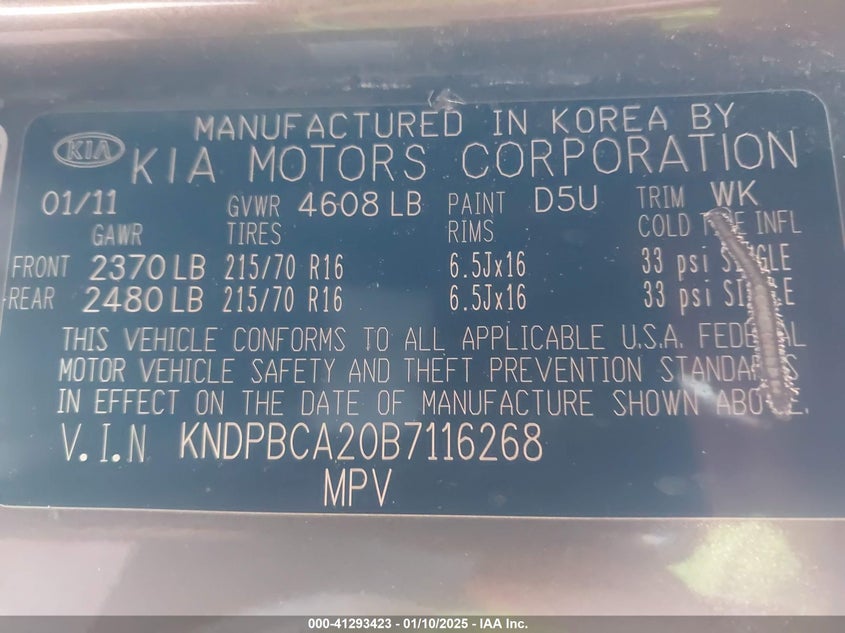 MANUFACTURED IN KOREA BY
KIA KIA MOTORS CORPORATION
01/11 GVWR 4608 LB PAINT D5U TRIM WK
GAWR TIRES RIMS COLD INFL
FRONT 2370 LB 215/70 R16 6.5Jx16 33 psi
REAR 2480 LB 215/70 R16 6.5Jx16 33 psi
THIS VEHICLE CONFORMS TO ALL APPLICABLE U.S.A. FEDERAL
MOTOR VEHICLE SAFETY AND THEFT PREVENTION STANDARDS
IN EFFECT ON THE DATE OF MANUFACTURE SHOWN ABOVE.
V.I.N KNDPBCA20B7116268
MPV
000-41293423 - 01/10/2025 - IAA Inc.